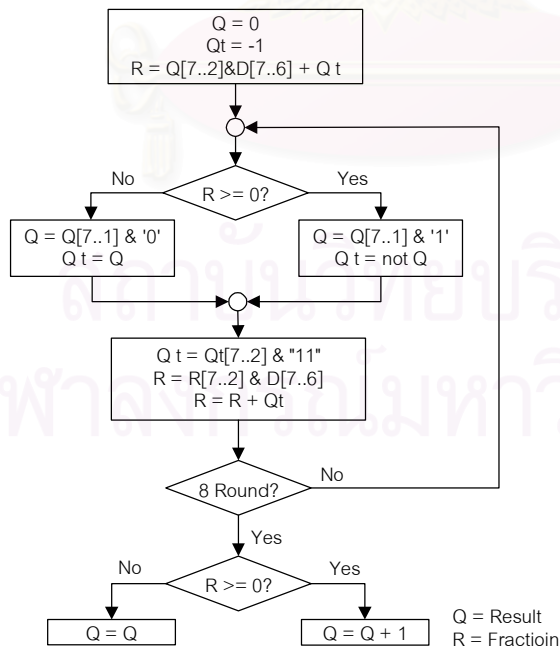 Q = 0
Qt = -1
R = Q[7..2]&D[7..6] + Q t
No
R >= 0?
Yes
Q = Q[7..1] & '0'
Q t = Q
Q = Q[7..1] & '1'
Q t = not Q
Q t = Qt[7..2] & "11"
R = R[7..2] & D[7..6]
R = R + Qt
8 Round?
No
Yes
No
R >= 0?
Yes
Q = Q
Q = Q + 1
Q = Result
R = Fractioin